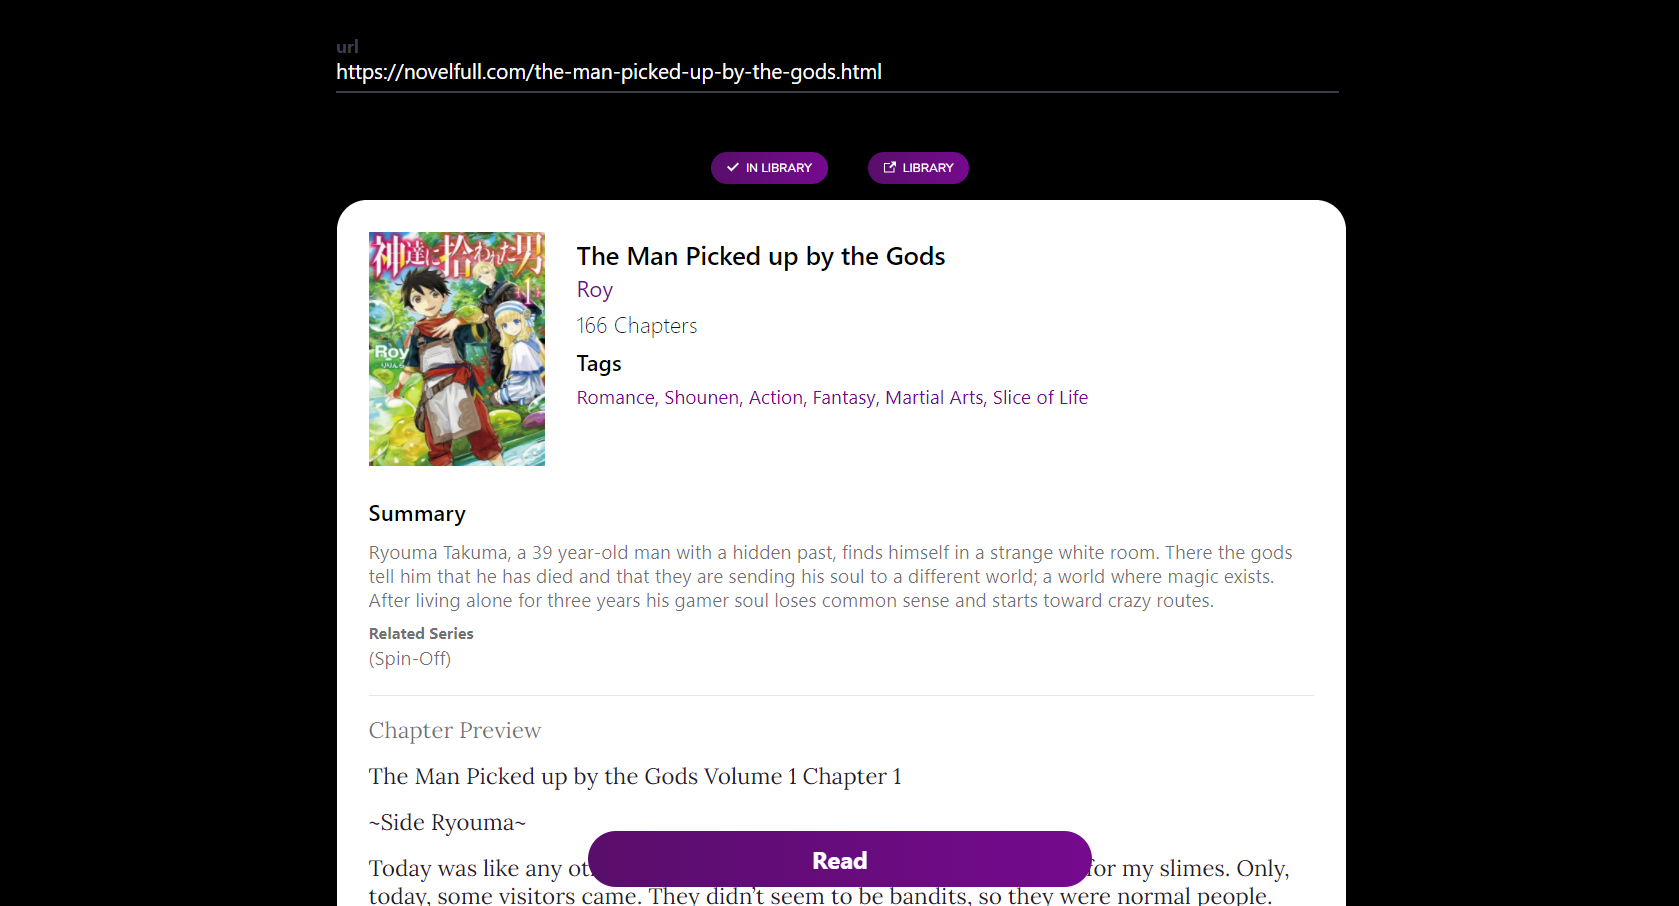 url
https://novelfull.com/the-man-picked-up-by-the-gods.html
IN LIBRARY
LIBRARY
神達に拾われた男
1
Roy
りりんら
The Man Picked up by the Gods
Roy
166 Chapters
Tags
Romance, Shounen, Action, Fantasy, Martial Arts, Slice of Life
Summary
Ryouma Takuma, a 39 year-old man with a hidden past, finds himself in a strange white room. There the gods
tell him that he has died and that they are sending his soul to a different world; a world where magic exists.
After living alone for three years his gamer soul loses common sense and starts toward crazy routes.
Related Series
(Spin-Off)
Chapter Preview
The Man Picked up by the Gods Volume 1 Chapter 1
~Side Ryouma~
Today was like any for my slimes. Only,
Read
today, some visitors came. They didn’t seem to be bandits, so they were normal people.